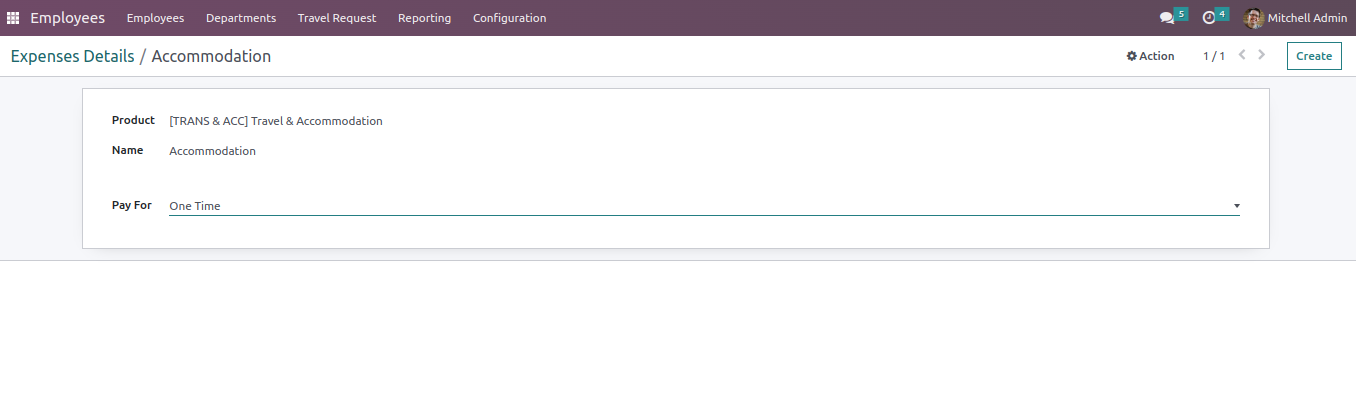 Employees Employees Departments Travel Request Reporting Configuration 5 4 Mitchell Admin
Expenses Details / Accommodation Action 1 / 1 Create
Product [TRANS & ACC] Travel & Accommodation
Name Accommodation
Pay For One Time